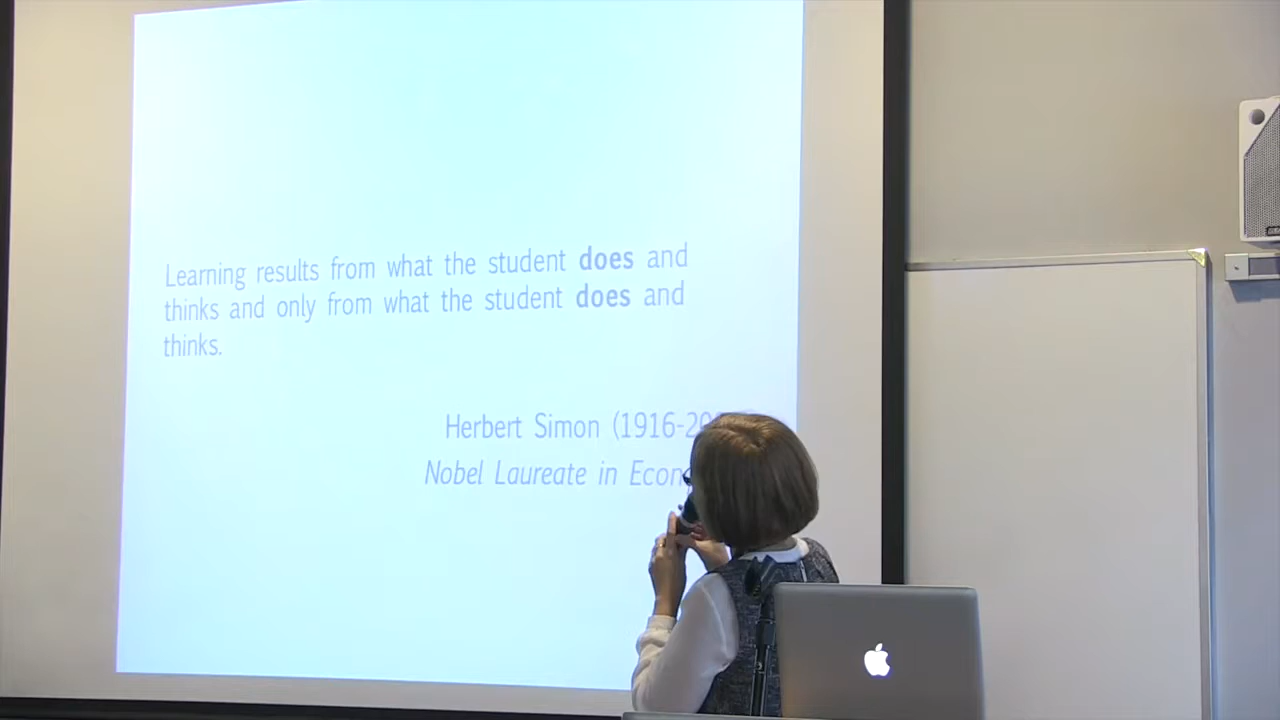 Learning results from what the student does and
thinks and only from what the student does and
thinks.
Herbert Simon (1916-20
Nobel Laureate in Econ